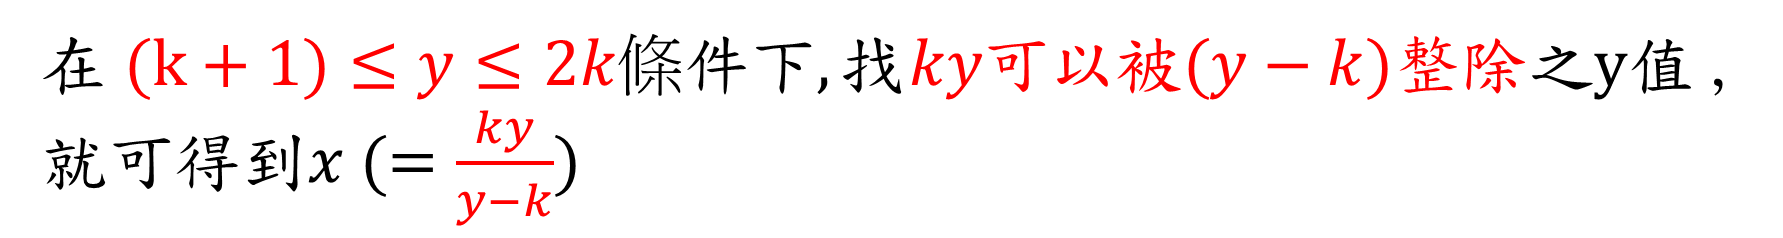 在 (k + 1) ≤ y ≤ 2k條件下, 找ky可以被(y − k)整除之y值 ,
就可得到x (= \frac{ky}{y−k})